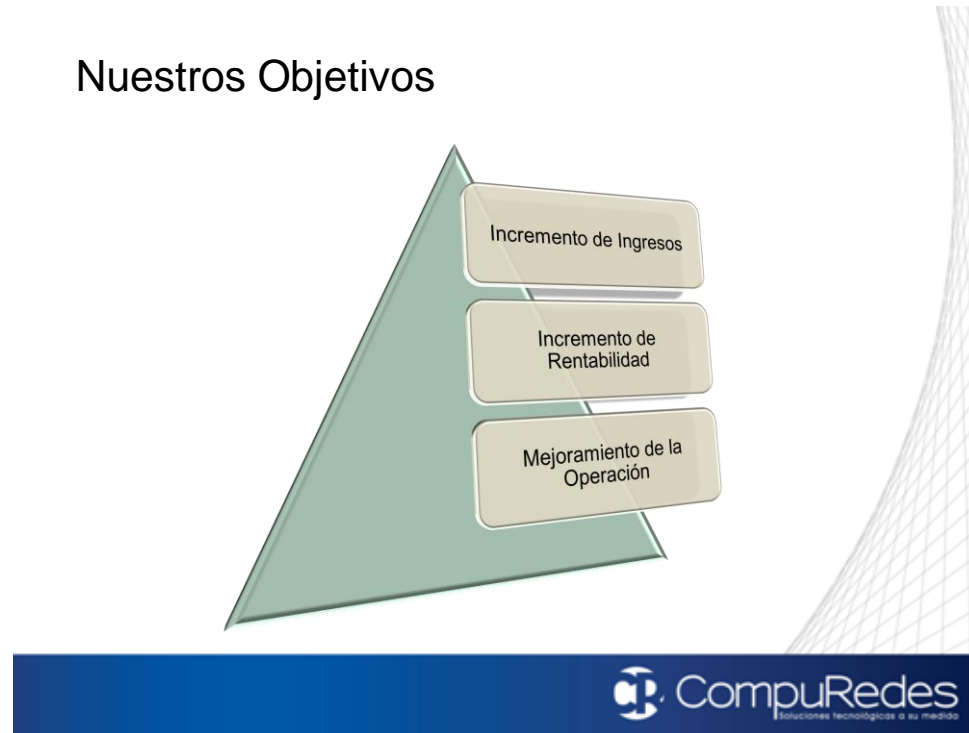 Nuestros Objetivos
Incremento de Ingresos
Incremento de
Rentabilidad
Mejoramiento de la
Operación
CompuRedes
Soluciones tecnológicas a su medida